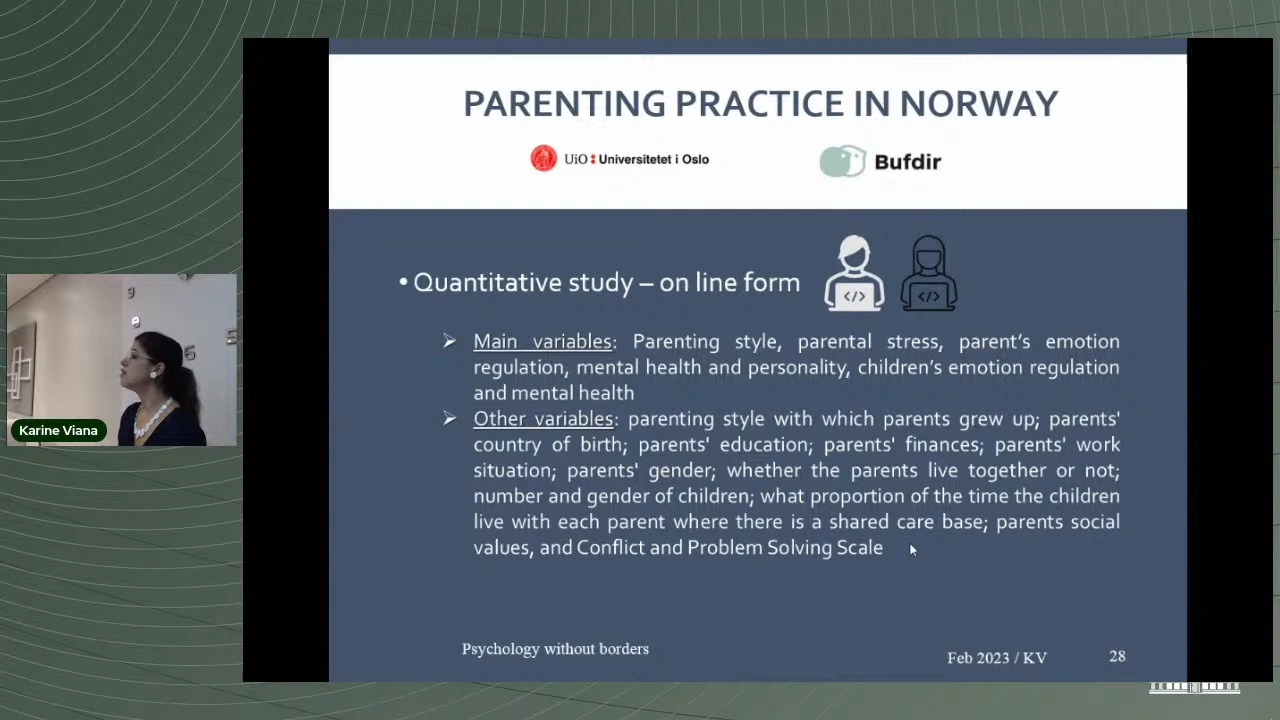 PARENTING PRACTICE IN NORWAY
UiO : Universitetet i Oslo
Bufdir
• Quantitative study – on line form
</>
</>
➢ Main variables: Parenting style, parental stress, parent's emotion
regulation, mental health and personality, children's emotion regulation
and mental health
➢ Other variables: parenting style with which parents grew up; parents'
country of birth; parents' education; parents' finances; parents' work
situation; parents' gender; whether the parents live together or not;
number and gender of children; what proportion of the time the children
live with each parent where there is a shared care base; parents social
values, and Conflict and Problem Solving Scale
Psychology without borders
Feb 2023 / KV
28
Karine Viana